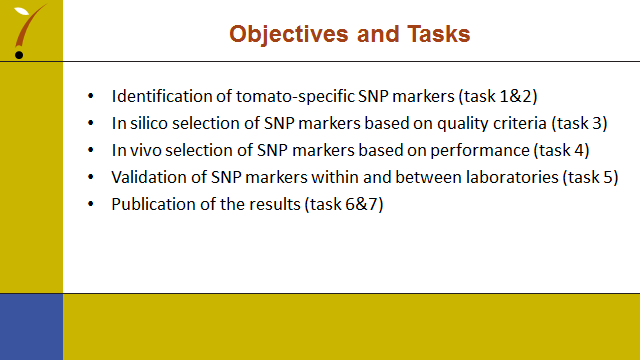 Objectives and Tasks
• Identification of tomato-specific SNP markers (task 1&2)
• In silico selection of SNP markers based on quality criteria (task 3)
• In vivo selection of SNP markers based on performance (task 4)
• Validation of SNP markers within and between laboratories (task 5)
• Publication of the results (task 6&7)